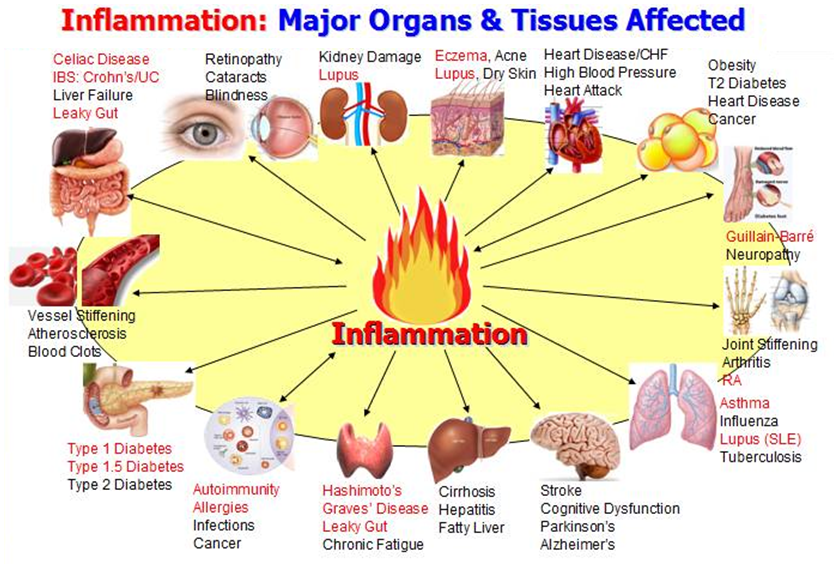 Inflammation: Major Organs & Tissues Affected
Celiac Disease
IBS: Crohn's/UC
Liver Failure
Leaky Gut
Retinopathy
Cataracts
Blindness
Kidney Damage
Lupus
Eczema, Acne
Lupus, Dry Skin
Heart Disease/CHF
High Blood Pressure
Heart Attack
Obesity
T2 Diabetes
Heart Disease
Cancer
Guillain-Barré
Neuropathy
Vessel Stiffening
Atherosclerosis
Blood Clots
Inflammation
Joint Stiffening
Arthritis
RA
Type 1 Diabetes
Type 1.5 Diabetes
Type 2 Diabetes
Autoimmunity
Allergies
Infections
Cancer
Hashimoto's
Graves' Disease
Leaky Gut
Chronic Fatigue
Cirrhosis
Hepatitis
Fatty Liver
Stroke
Cognitive Dysfunction
Parkinson's
Alzheimer's
Asthma
Influenza
Lupus (SLE)
Tuberculosis